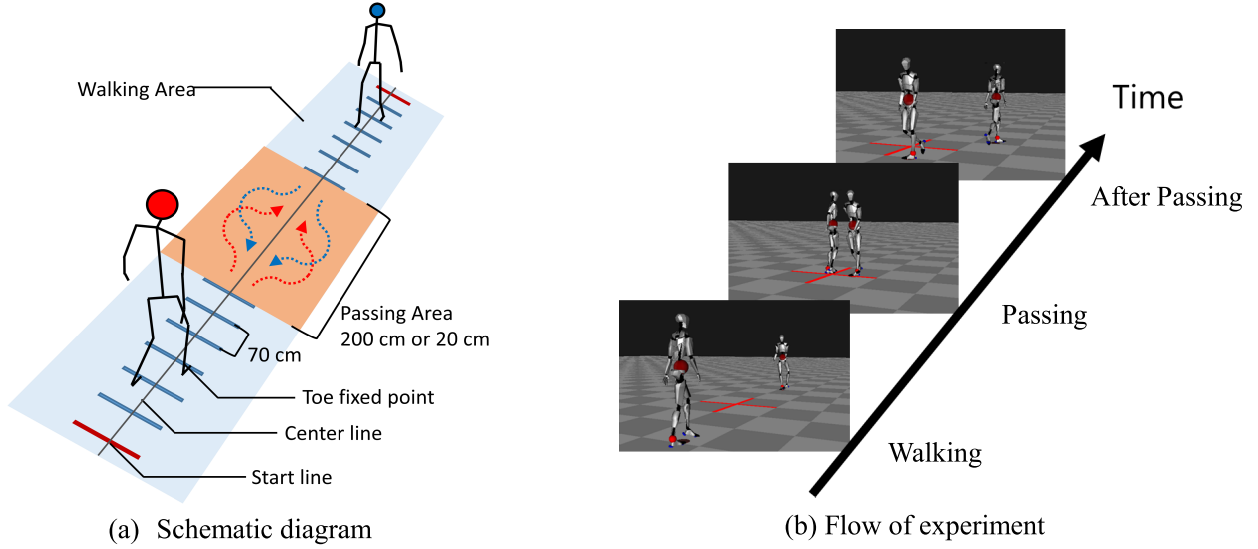 Walking Area
Passing Area
200 cm or 20 cm
70 cm
Toe fixed point
Center line
Start line
(a) Schematic diagram
Time
After Passing
Passing
Walking
(b) Flow of experiment